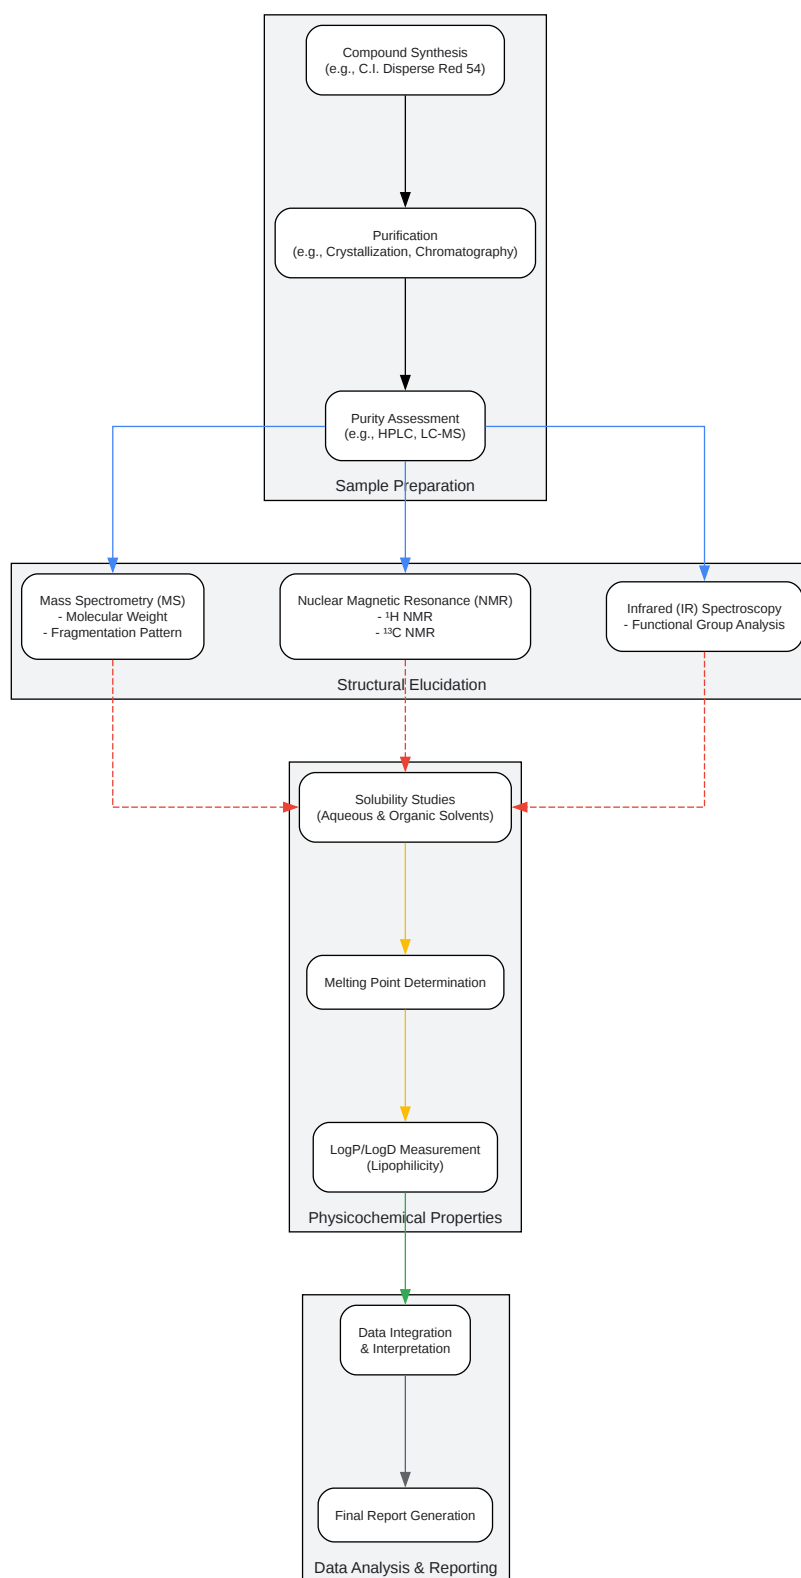 Compound Synthesis
(e.g., C.I. Disperse Red 54)
Purification
(e.g., Crystallization, Chromatography)
Purity Assessment
(e.g., HPLC, LC-MS)
Sample Preparation
Mass Spectrometry (MS)
- Molecular Weight
- Fragmentation Pattern
Nuclear Magnetic Resonance (NMR)
- ¹H NMR
- ¹³C NMR
Infrared (IR) Spectroscopy
- Functional Group Analysis
Structural Elucidation
Solubility Studies
(Aqueous & Organic Solvents)
Melting Point Determination
LogP/LogD Measurement
(Lipophilicity)
Physicochemical Properties
Data Integration
& Interpretation
Final Report Generation
Data Analysis & Reporting